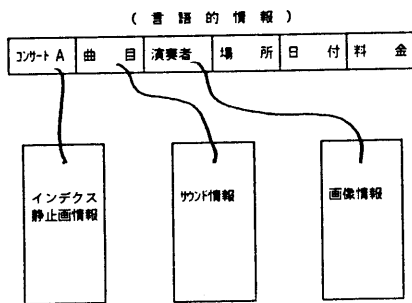 (言語的情報)
コンサートA 曲目 演奏者 場所 日付 料金
インデクス
静止画情報
サウンド情報
画像情報